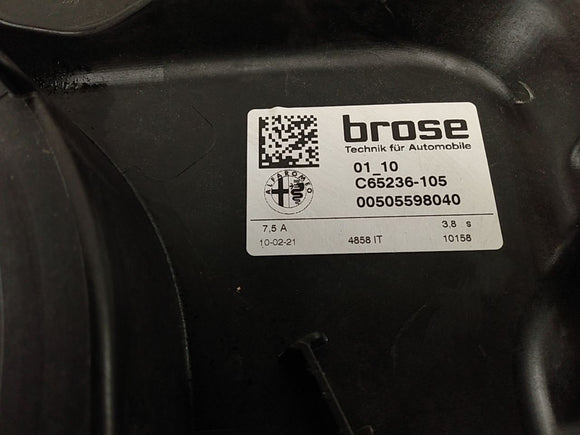 brose
Technik für Automobile
ALFA ROMEO
01_10
C65236-105
00505598040
7,5 A
3,8 s
10-02-21
4858 IT
10158